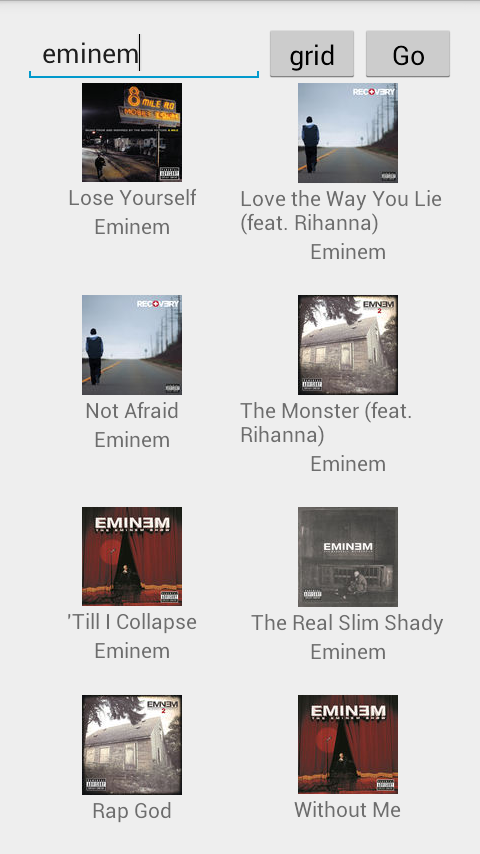 eminem
grid
Go
8 MILE RD
RECOVERY
Lose Yourself
Eminem
Love the Way You Lie
(feat. Rihanna)
Eminem
RECOVERY
EMINEM
2
Not Afraid
Eminem
The Monster (feat.
Rihanna)
Eminem
EMINEM
THE EMINEM SHOW
EMINEM
'Till I Collapse
Eminem
The Real Slim Shady
Eminem
EMINEM
2
EMINEM
THE EMINEM SHOW
Rap God
Without Me